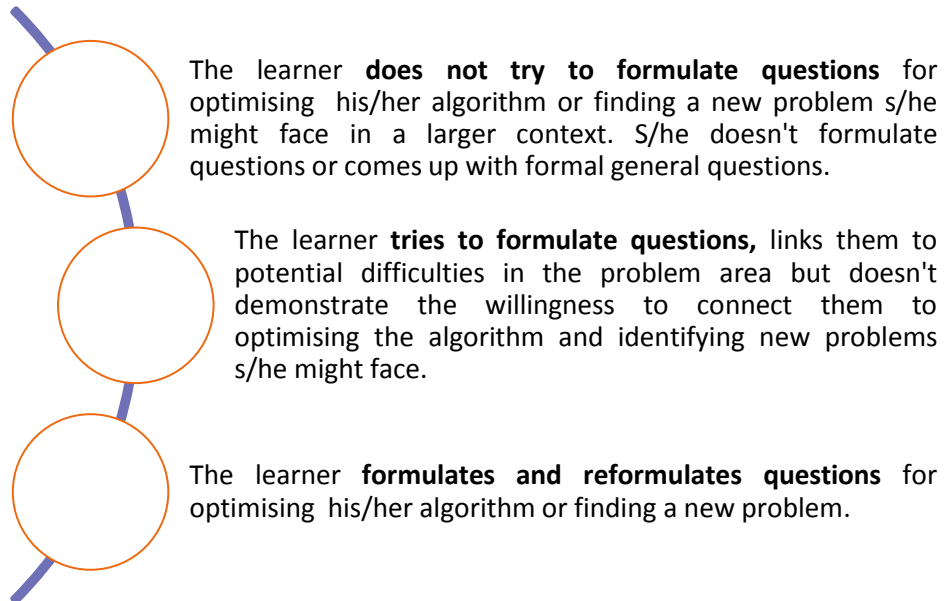 The learner does not try to formulate questions for
optimising his/her algorithm or finding a new problem s/he
might face in a larger context. S/he doesn't formulate
questions or comes up with formal general questions.
The learner tries to formulate questions, links them to
potential difficulties in the problem area but doesn't
demonstrate the willingness to connect them to
optimising the algorithm and identifying new problems
s/he might face.
The learner formulates and reformulates questions for
optimising his/her algorithm or finding a new problem.